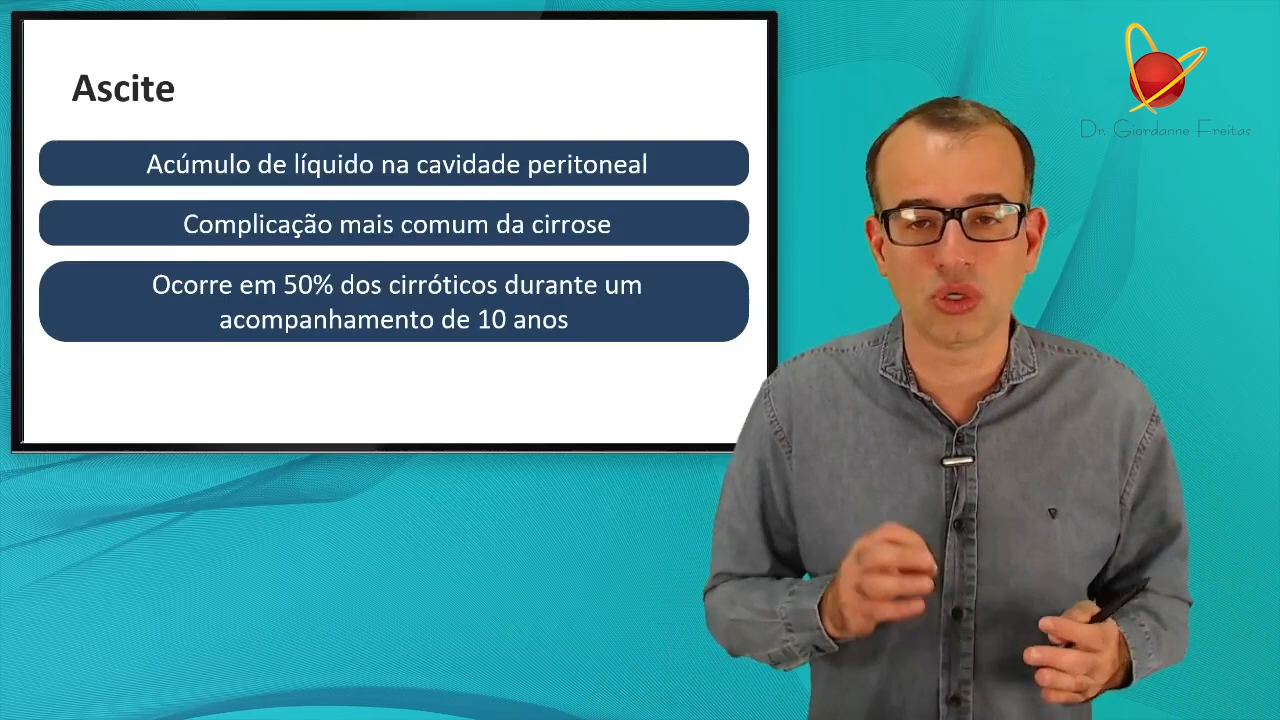 Ascite
Acúmulo de líquido na cavidade peritoneal
Complicação mais comum da cirrose
Ocorre em 50% dos cirróticos durante um
acompanhamento de 10 anos
Dr. Giordanne Freitas